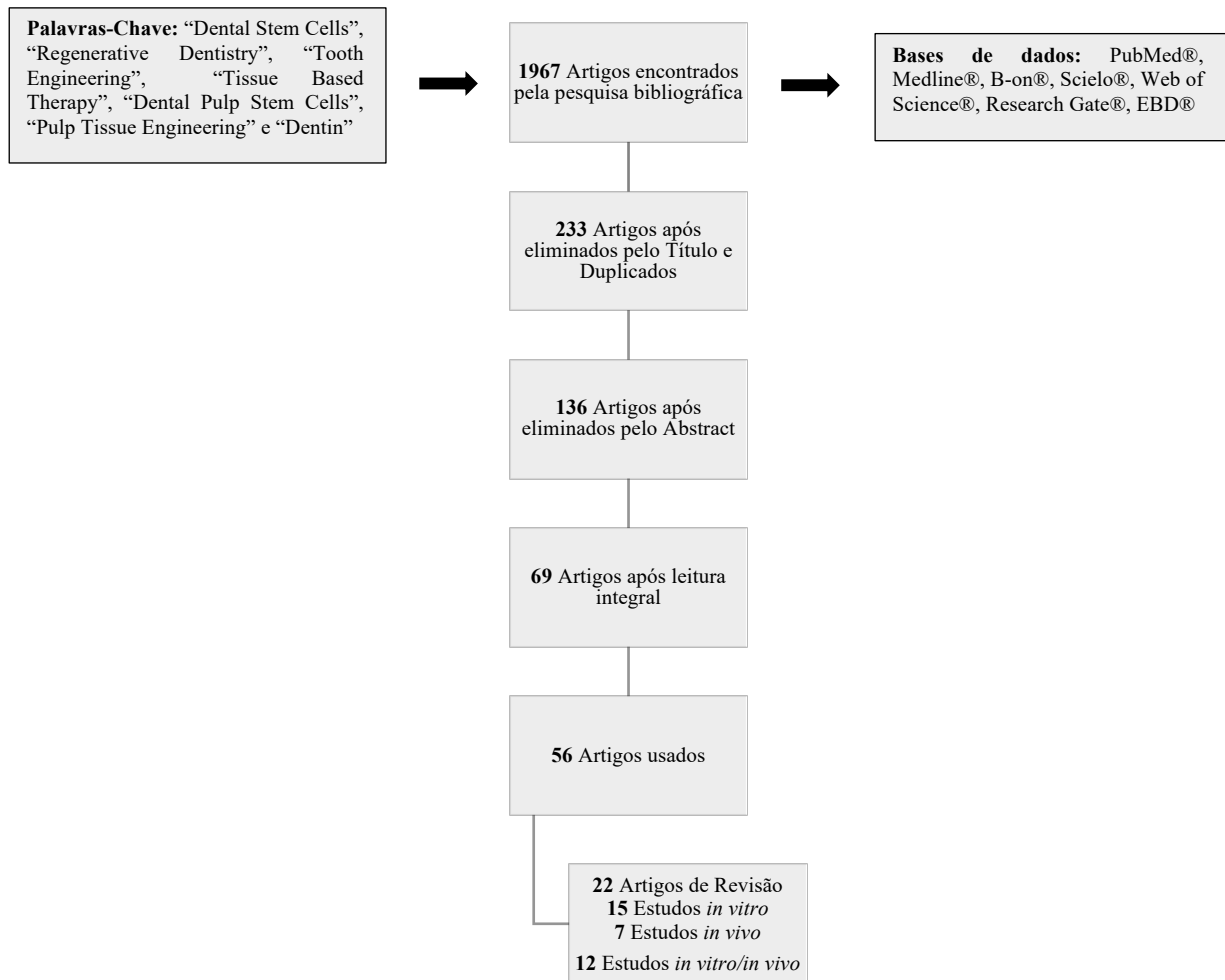 Palavras-Chave: “Dental Stem Cells”,
“Regenerative Dentistry”, “Tooth
Engineering”, “Tissue Based
Therapy”, “Dental Pulp Stem Cells”,
“Pulp Tissue Engineering” e “Dentin”
1967 Artigos encontrados
pela pesquisa bibliográfica
Bases de dados: PubMed®,
Medline®, B-on®, Scielo®, Web of
Science®, Research Gate®, EBD®
233 Artigos após
eliminados pelo Título e
Duplicados
136 Artigos após
eliminados pelo Abstract
69 Artigos após leitura
integral
56 Artigos usados
22 Artigos de Revisão
15 Estudos in vitro
7 Estudos in vivo
12 Estudos in vitro/in vivo